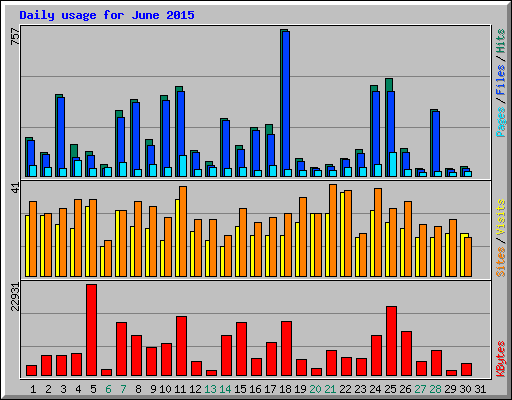 Daily usage for June 2015
757
Pages / Files / Hits
41
Sites / Visits
22931
KBytes
1 2 3 4 5 6 7 8 9 10 11 12 13 14 15 16 17 18 19 20 21 22 23 24 25 26 27 28 29 30 31